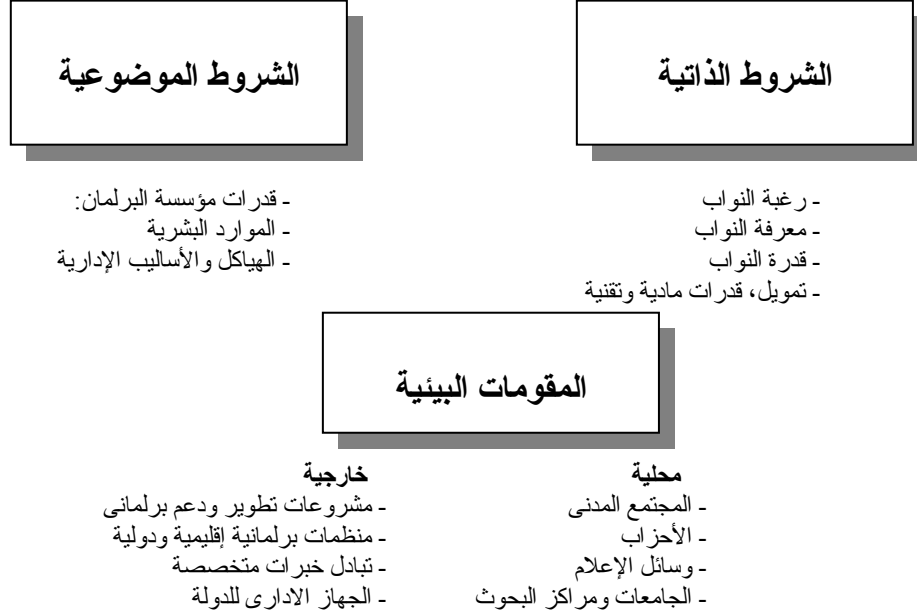 الشروط الذاتية
- رغبة النواب
- معرفة النواب
- قدرة النواب
- تمويل، قدرات مادية وتقنية
الشروط الموضوعية
- قدرات مؤسسة البرلمان:
- الموارد البشرية
- الهياكل والأساليب الإدارية
المقومات البيئية
محلية
- المجتمع المدنى
- الأحزاب
- وسائل الإعلام
- الجامعات ومراكز البحوث
خارجية
- مشروعات تطوير ودعم برلمانى
- منظمات برلمانية إقليمية ودولية
- تبادل خبرات متخصصة
- الجهاز الادارى للدولة